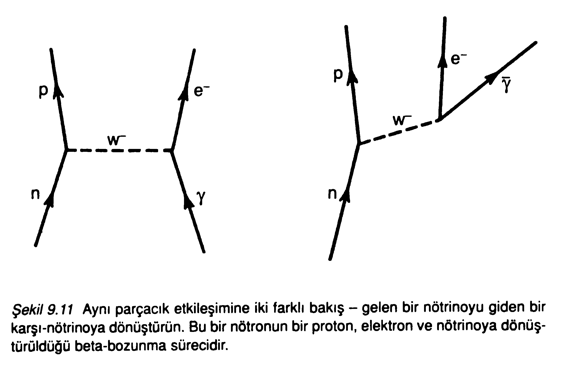 p
e⁻
w⁻
n
γ
p
e⁻
γ̄
w⁻
n
Şekil 9.11 Aynı parçacık etkileşimine iki farklı bakış – gelen bir nötrinoyu giden bir
karşı-nötrinoya dönüştürün. Bu bir nötronun bir proton, elektron ve nötrinoya dönüş-
türüldüğü beta-bozunma sürecidir.